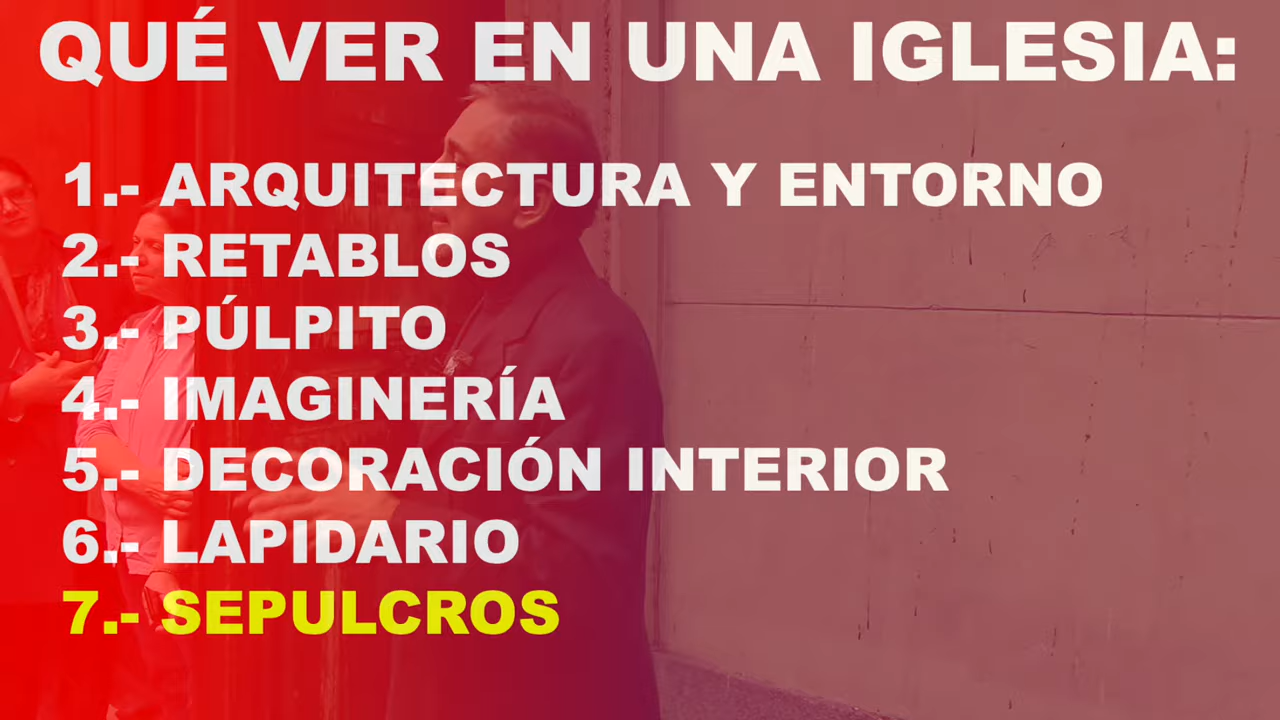 QUÉ VER EN UNA IGLESIA:
1.- ARQUITECTURA Y ENTORNO
2.- RETABLOS
3.- PÚLPITO
4.- IMAGINERÍA
5.- DECORACIÓN INTERIOR
6.- LAPIDARIO
7.- SEPULCROS